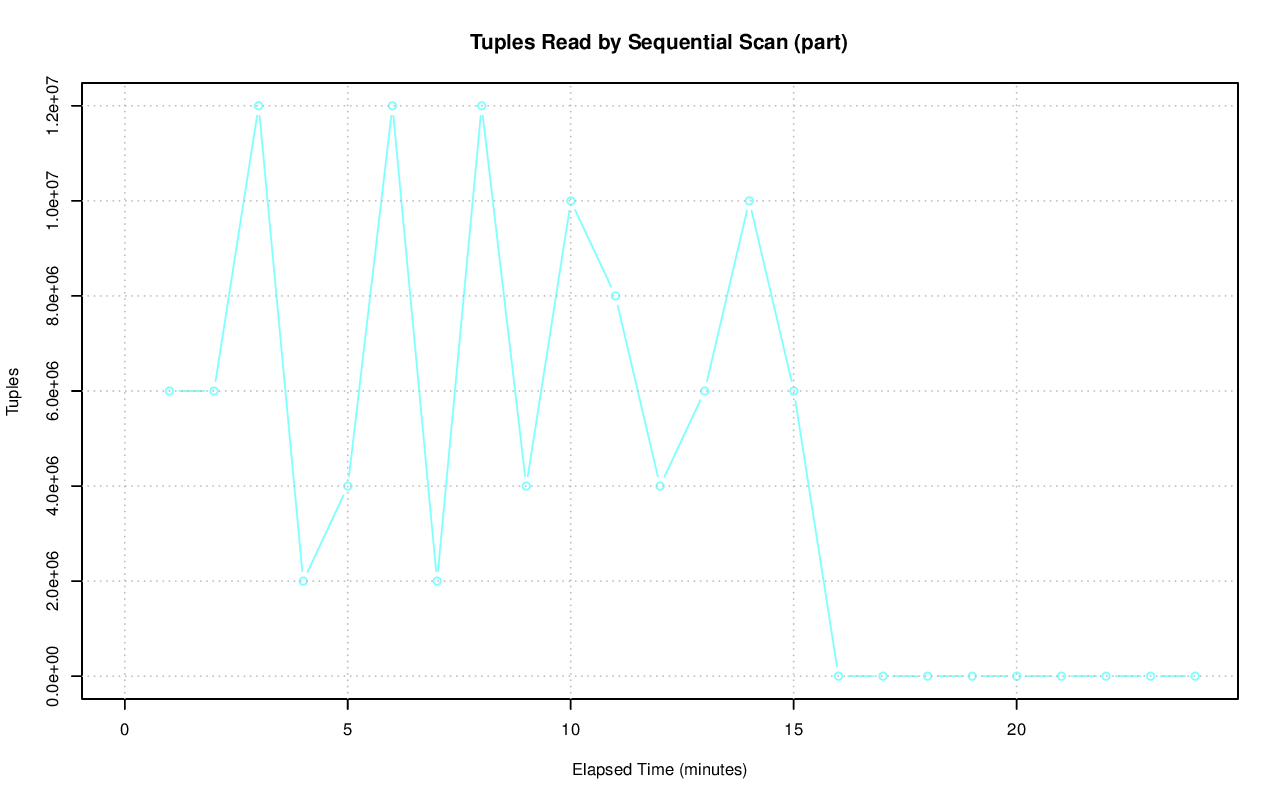 Tuples Read by Sequential Scan (part)
Tuples
1.2e+07
1.0e+07
8.0e+06
6.0e+06
4.0e+06
2.0e+06
0.0e+00
0 5 10 15 20
Elapsed Time (minutes)